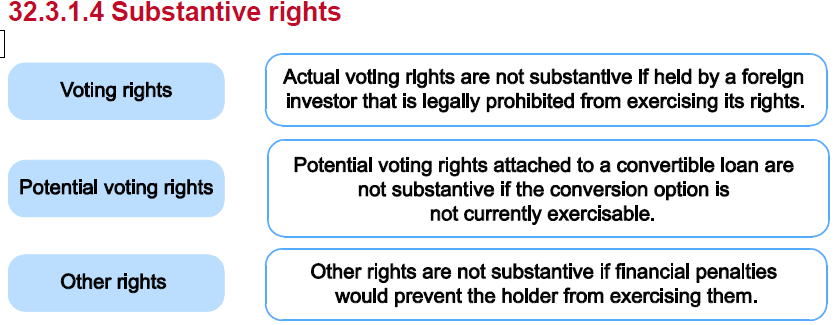 32.3.1.4 Substantive rights
Voting rights
Actual voting rights are not substantive if held by a foreign
investor that is legally prohibited from exercising its rights.
Potential voting rights
Potential voting rights attached to a convertible loan are
not substantive if the conversion option is
not currently exercisable.
Other rights
Other rights are not substantive if financial penalties
would prevent the holder from exercising them.